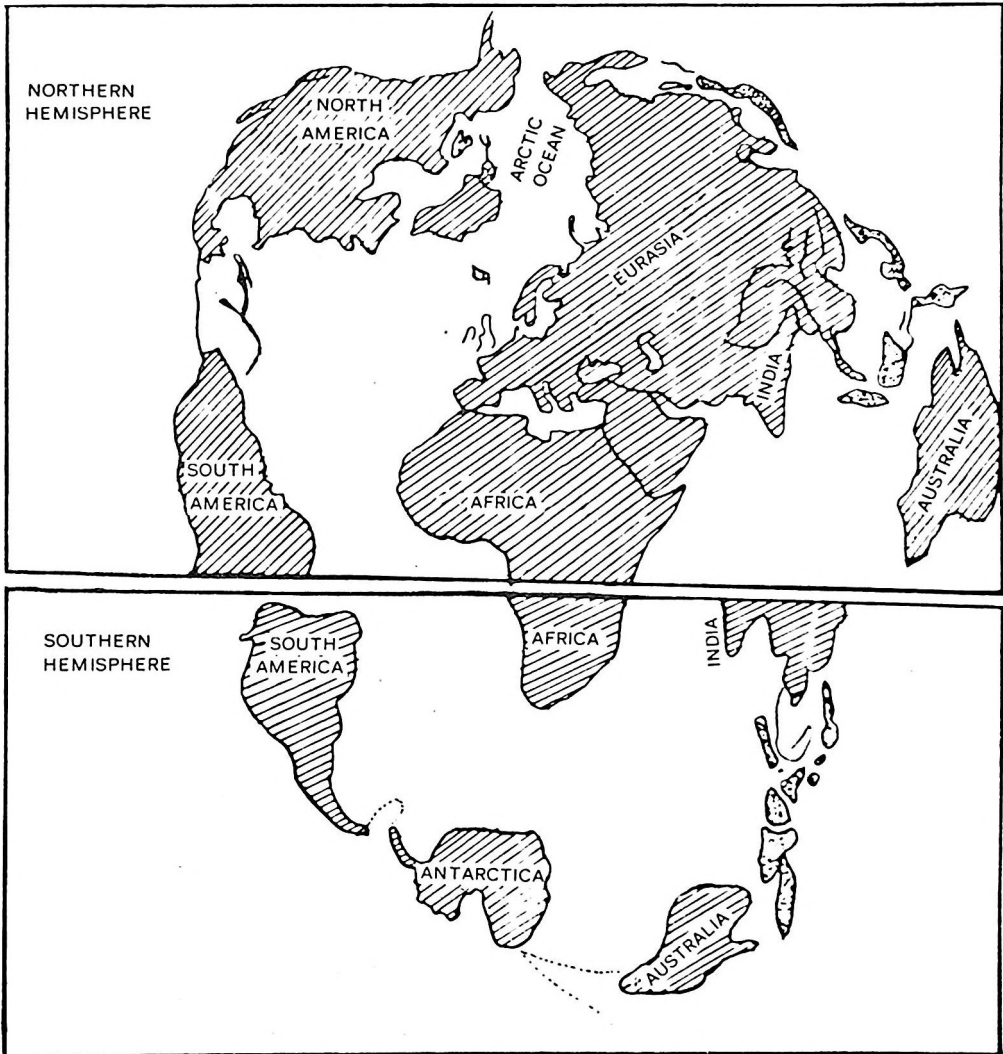 NORTHERN
HEMISPHERE
NORTH
AMERICA
ARCTIC
OCEAN
EURASIA
INDIA
SOUTH
AMERICA
AFRICA
AUSTRALIA
SOUTHERN
HEMISPHERE
SOUTH
AMERICA
AFRICA
INDIA
ANTARCTICA
AUSTRALIA